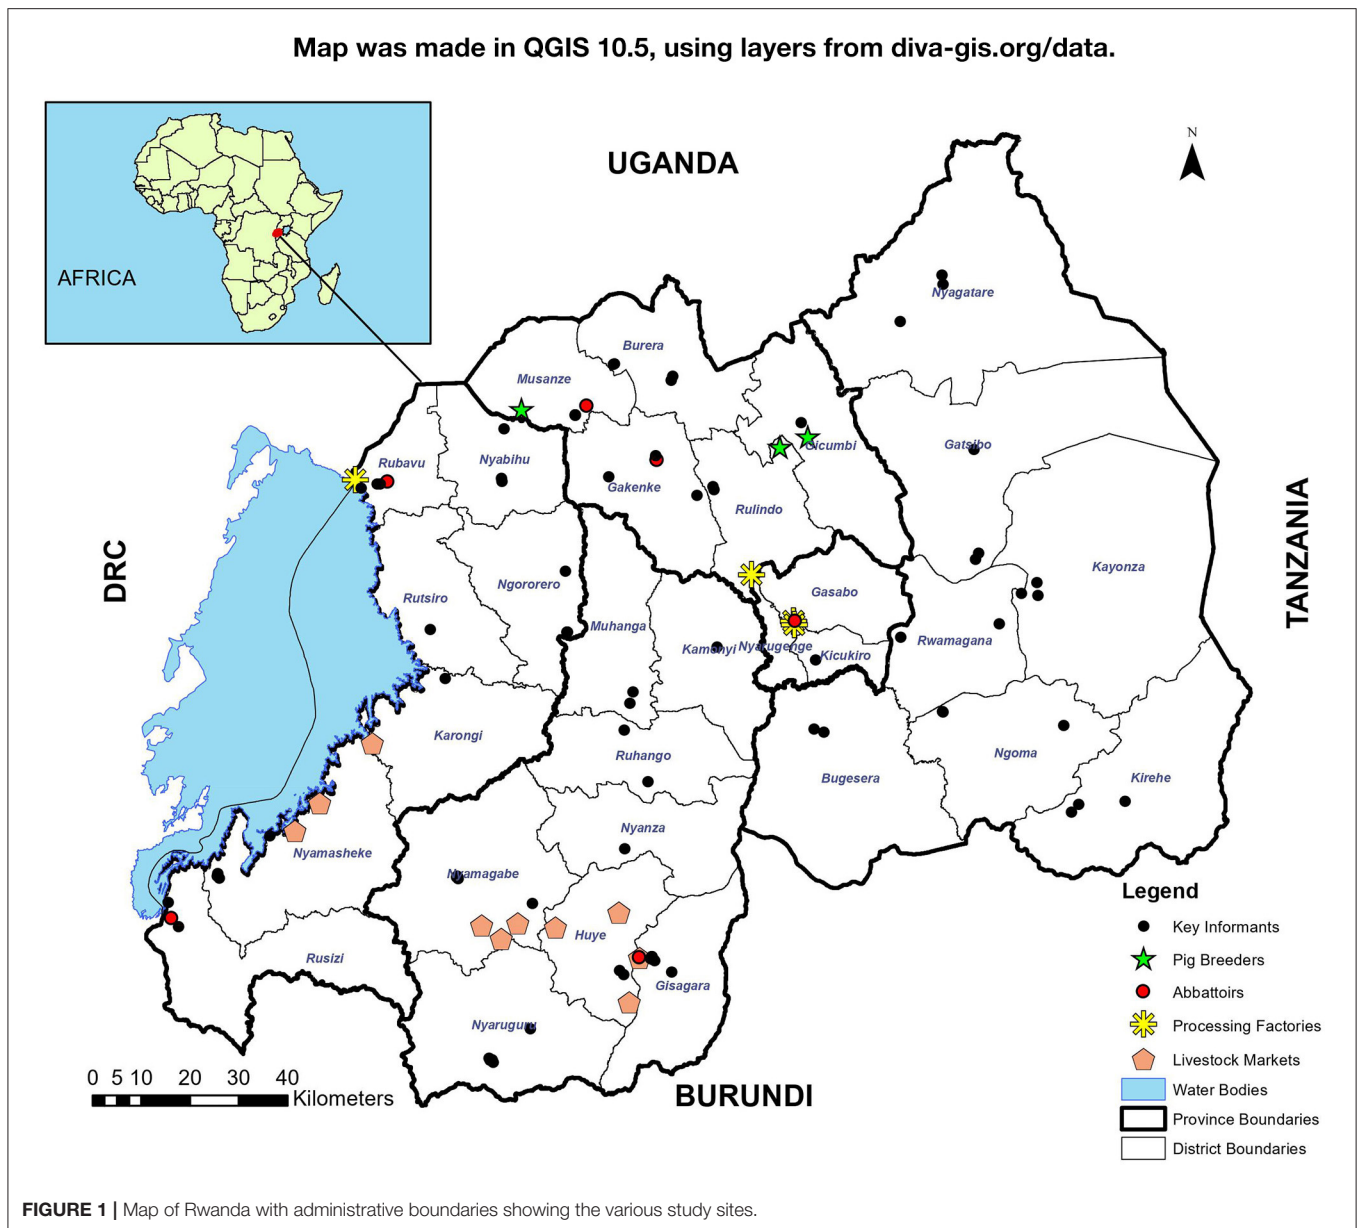 Map was made in QGIS 10.5, using layers from diva-gis.org/data.
AFRICA
UGANDA
N
DRC
TANZANIA
BURUNDI
Nyagatare
Burera
Musanze
Gicumbi
Gatsibo
Rubavu
Nyabihu
Gakenke
Rulindo
Kayonza
Ngororero
Gasabo
Rutsiro
Muhanga
Kamonyi
Nyarugenge
Kicukiro
Rwamagana
Karongi
Ruhango
Bugesera
Ngoma
Kirehe
Nyanza
Nyamasheke
Nyamagabe
Huye
Rusizi
Gisagara
Nyaruguru
Legend
Key Informants
Pig Breeders
Abbattoirs
Processing Factories
Livestock Markets
Water Bodies
Province Boundaries
District Boundaries
0 5 10 20 30 40
Kilometers
FIGURE 1 | Map of Rwanda with administrative boundaries showing the various study sites.